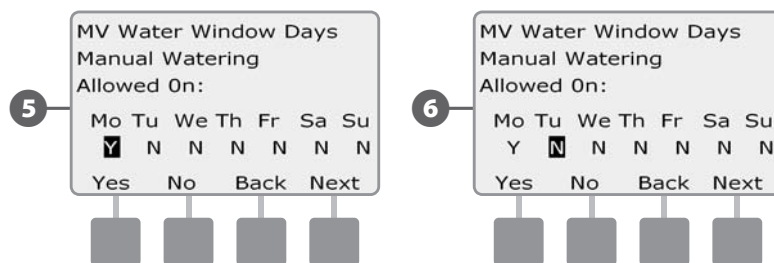 5
MV Water Window Days
Manual Watering
Allowed 0n:
Mo Tu We Th Fr Sa Su
Y N N N N N N
Yes No Back Next
6
MV Water Window Days
Manual Watering
Allowed 0n:
Mo Tu We Th Fr Sa Su
Y N N N N N N
Yes No Back Next